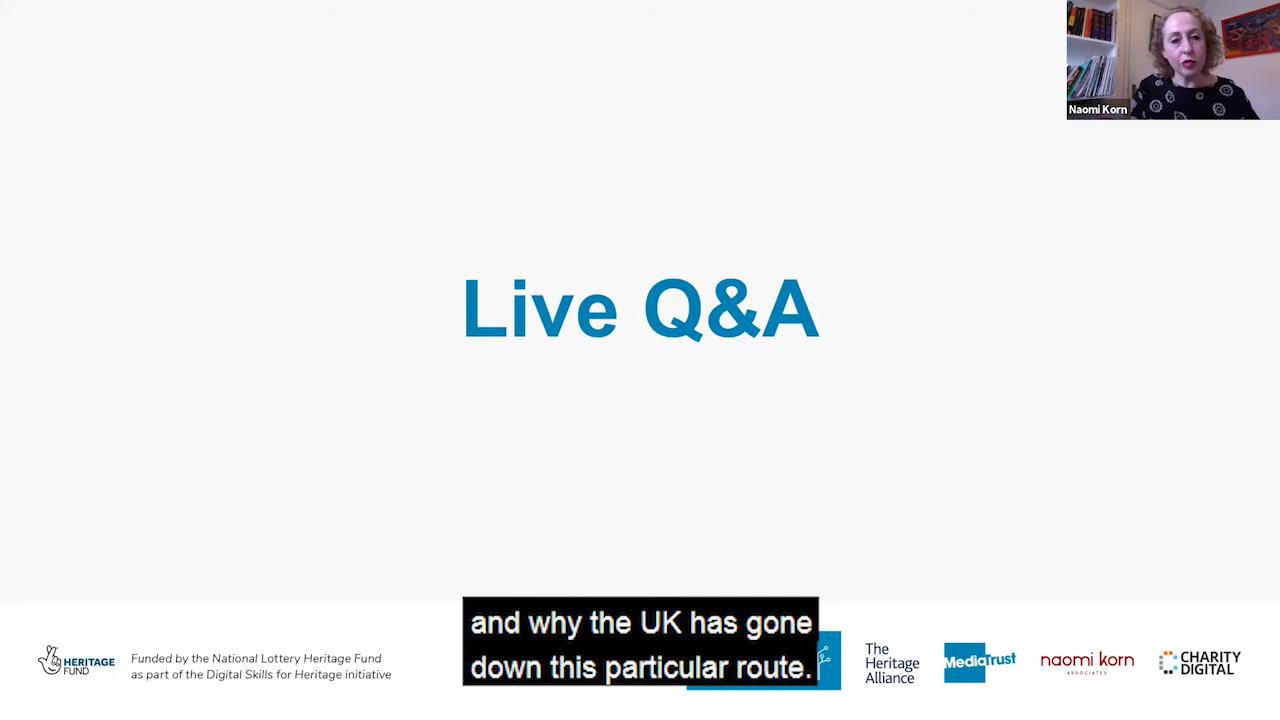 Naomi Korn
Live Q&A
and why the UK has gone
down this particular route.
HERITAGE
FUND
Funded by the National Lottery Heritage Fund
as part of the Digital Skills for Heritage initiative
The
Heritage
Alliance
MediaTrust
naomi korn
ASSOCIATES
CHARITY
DIGITAL